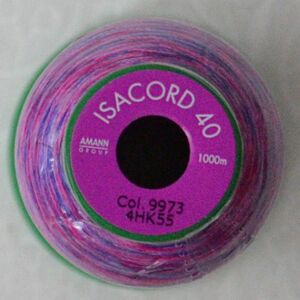 ISACORD 40
AMANN
GROUP
1000m
Col. 9973
4HK55